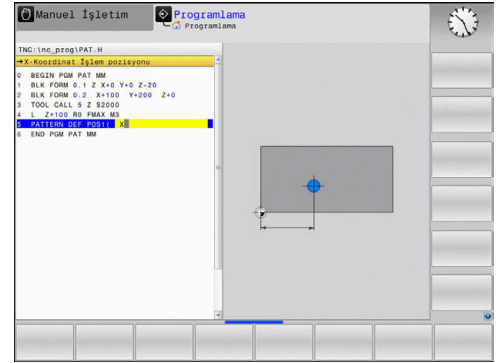 Manuel İşletim
Programlama
Programlama
TNC:\nc_prog\PAT.H
→X-Koordinat İşlem pozisyonu
0 BEGIN PGM PAT MM
1 BLK FORM 0.1 Z X+0 Y+0 Z-20
2 BLK FORM 0.2 X+100 Y+200 Z+0
3 TOOL CALL 5 Z S2000
4 L Z+100 R0 FMAX M3
5 PATTERN DEF POS1( X
6 END PGM PAT MM